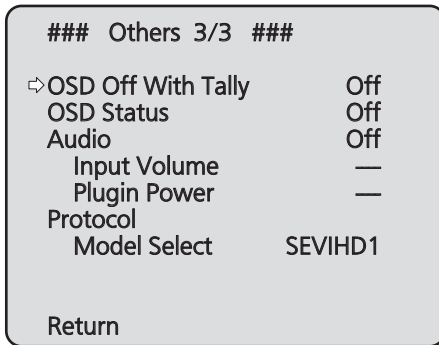 ### Others 3/3 ###
⇨OSD Off With Tally Off
OSD Status Off
Audio Off
Input Volume —
Plugin Power —
Protocol
Model Select SEVIHD1
Return